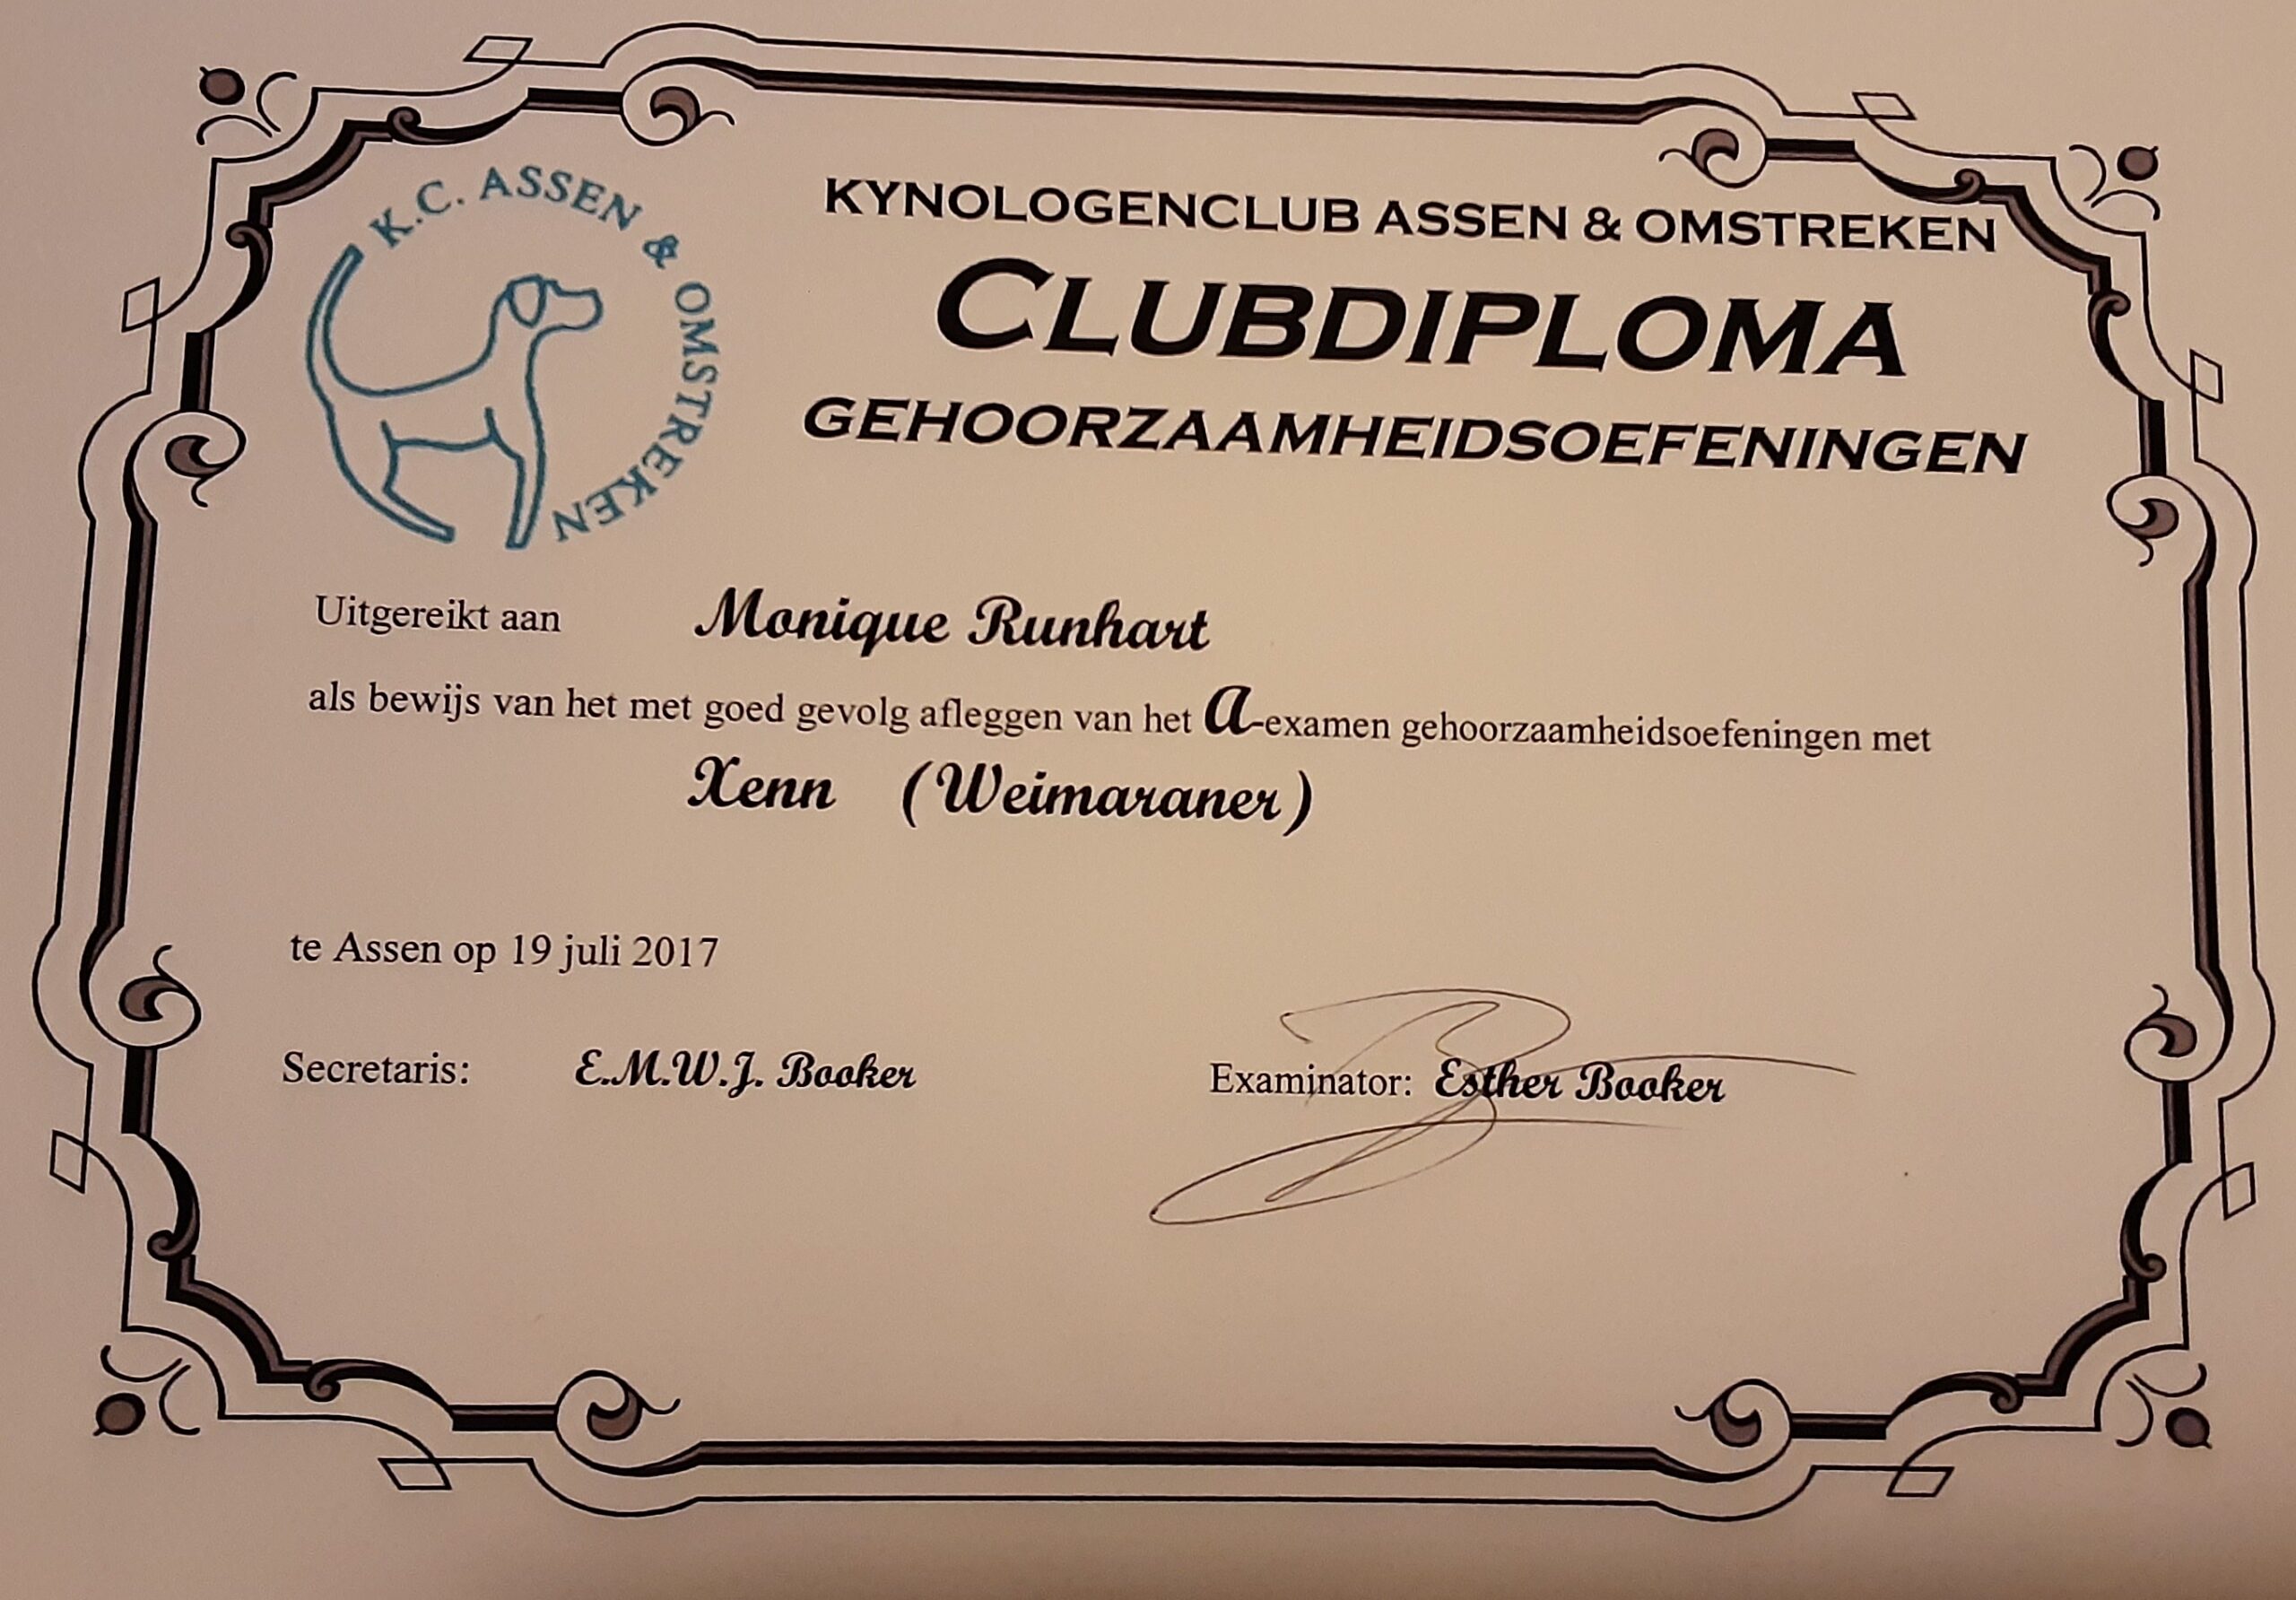 K.C. ASSEN & OMSTREKEN
KYNOLOGENCLUB ASSEN & OMSTREKEN
CLUBDIPLOMA
GEHOORZAAMHEIDSOEFENINGEN
Uitgereikt aan Monique Runhart
als bewijs van het met goed gevolg afleggen van het A-examen gehoorzaamheidsoefeningen met
Xenn (Weimaraner)
te Assen op 19 juli 2017
Secretaris: E.M.W.J. Booker Examinator: Esther Booker